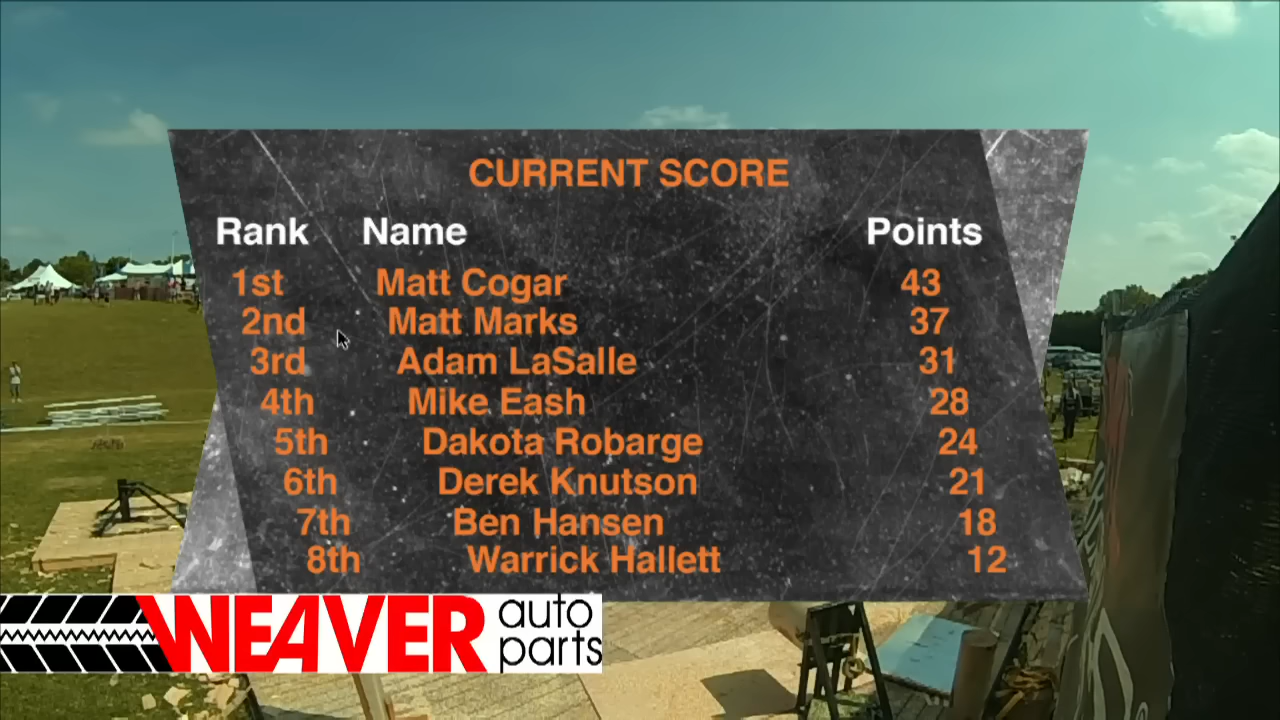 CURRENT SCORE
Rank Name Points
1st Matt Cogar 43
2nd Matt Marks 37
3rd Adam LaSalle 31
4th Mike Eash 28
5th Dakota Robarge 24
6th Derek Knutson 21
7th Ben Hansen 18
8th Warrick Hallett 12
WEAVER auto parts